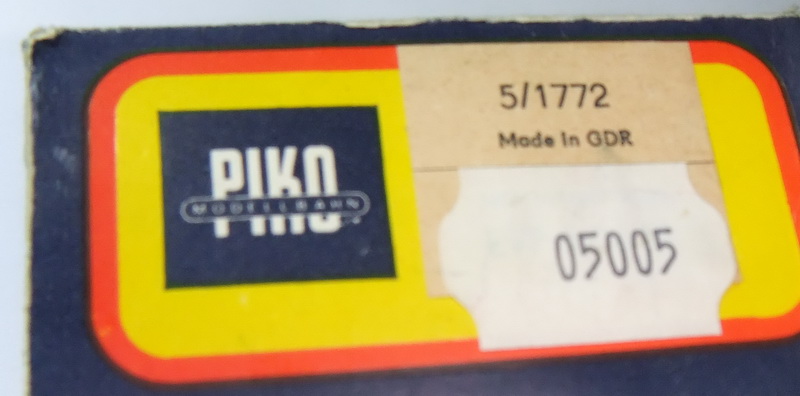 PIKO
MODELLBAHN
5/1772
Made in GDR
05005